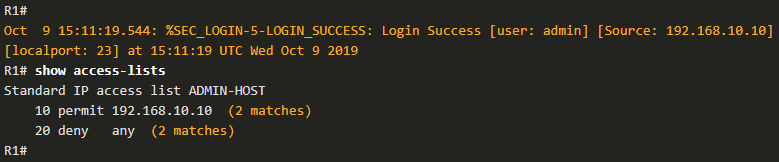 R1#
Oct  9 15:11:19.544: %SEC_LOGIN-5-LOGIN_SUCCESS: Login Success [user: admin] [Source: 192.168.10.10]
[localport: 23] at 15:11:19 UTC Wed Oct 9 2019
R1# show access-lists
Standard IP access list ADMIN-HOST
    10 permit 192.168.10.10  (2 matches)
    20 deny   any  (2 matches)
R1#